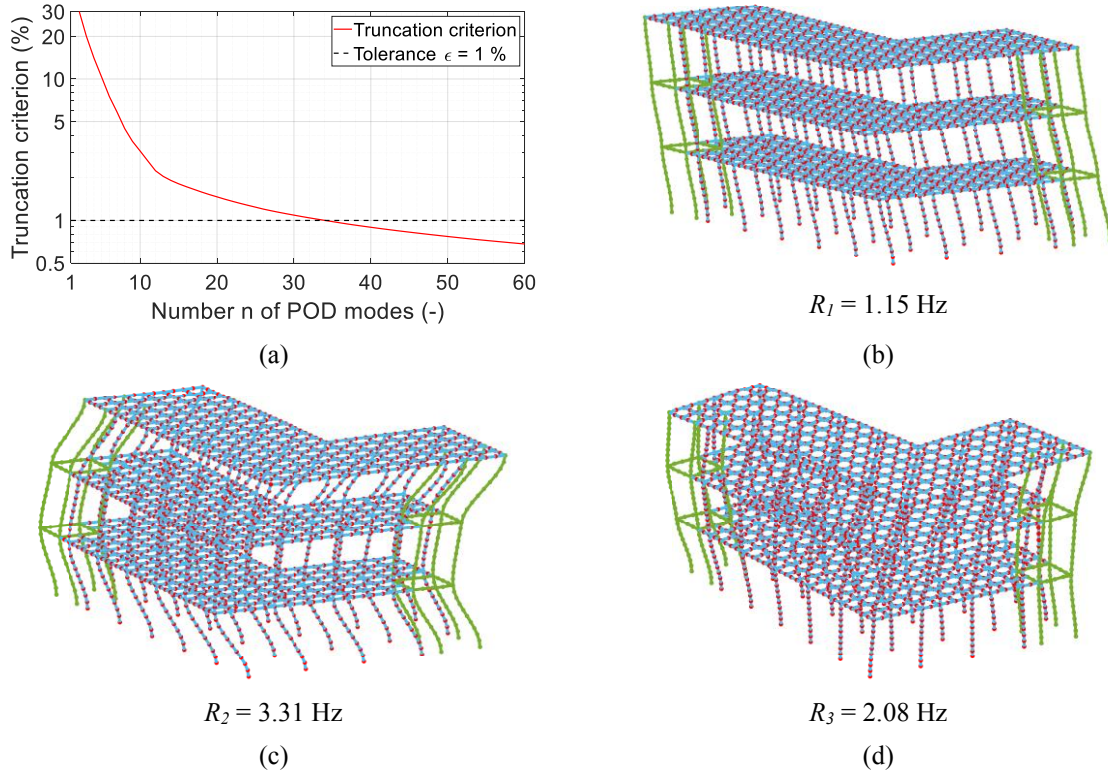 Truncation criterion (%)
30
20
10
5
2
1
0.5
Truncation criterion
Tolerance ϵ = 1 %
1 10 20 30 40 50 60
Number n of POD modes (-)
(a)
R1 = 1.15 Hz
(b)
R2 = 3.31 Hz
(c)
R3 = 2.08 Hz
(d)